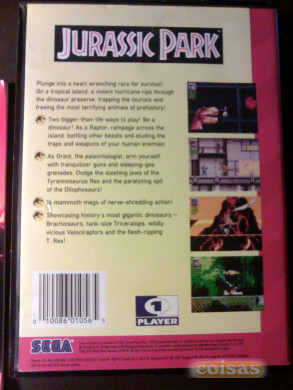 JURASSIC PARK
Plunge into a heart wrenching race for survival!
On a tropical island, a violent hurricane rips through
the dinosaur preserve, trapping the tourists and
freeing the most terrifying animals of prehistory!
Two bigger-than-life ways to play! Be a
dinosaur! As a Raptor, rampage across the
island, battling other beasts and eluding the
traps and weapons of your human enemies.
As Grant, the paleontologist, arm yourself
with tranquilizer guns and sleeping-gas
grenades. Dodge the slashing jaws of the
Tyrannosaurus Rex and the paralyzing spit
of the Dilophosaurs!
16 mammoth megs of nerve-shredding action!
Showcasing history's most gigantic dinosaurs —
Brachiosaurs, tank-size Triceratops, wildly
vicious Velociraptors and the flesh-ripping
T. Rex!
8 10086 01056 5
1
PLAYER
SEGA
coisas